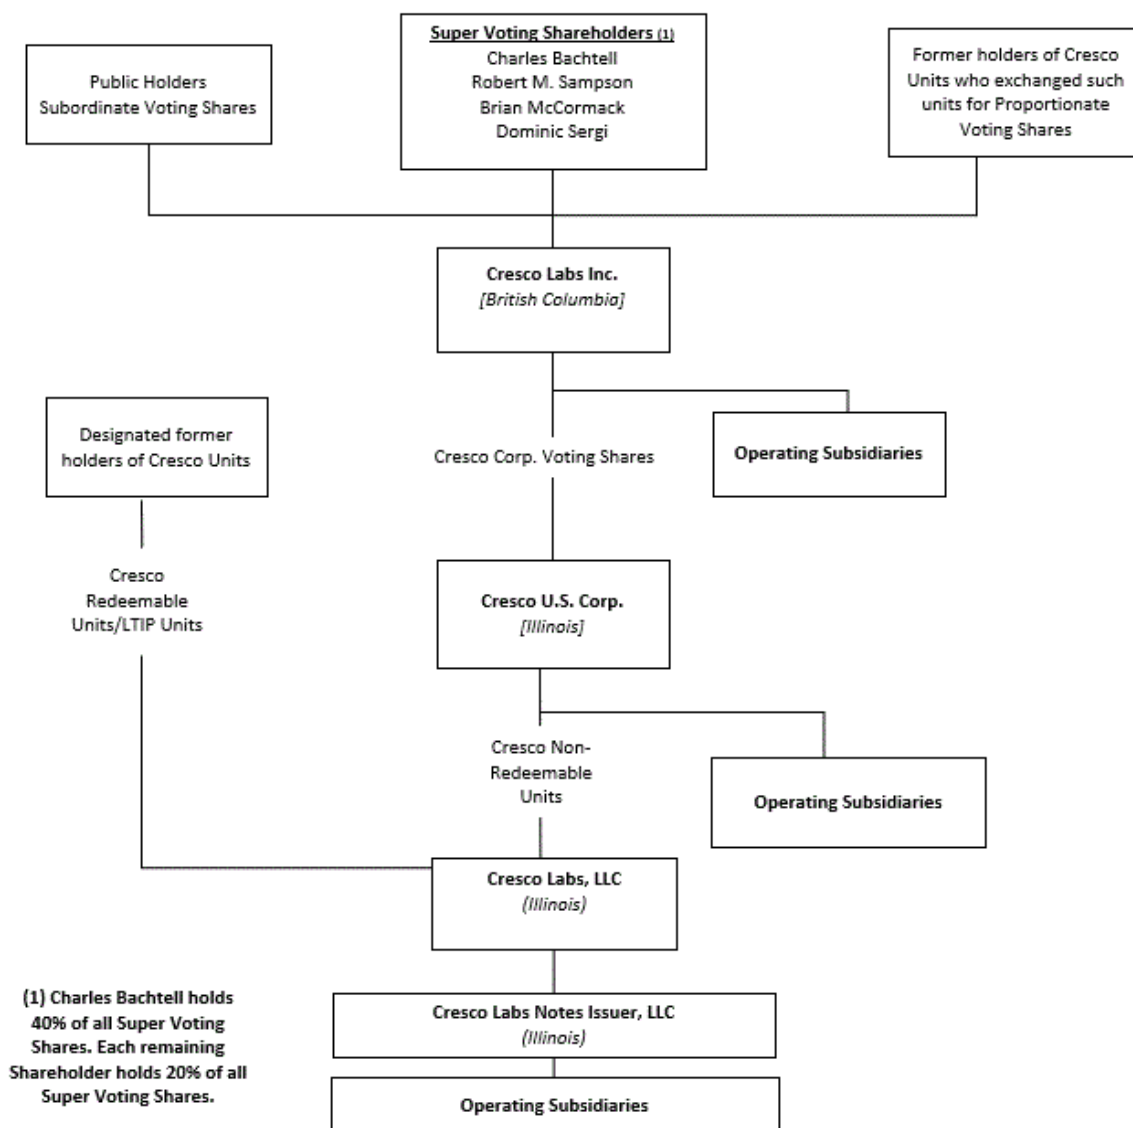 Super Voting Shareholders (1)
Charles Bachtell
Robert M. Sampson
Brian McCormack
Dominic Sergi
Public Holders
Subordinate Voting Shares
Former holders of Cresco
Units who exchanged such
units for Proportionate
Voting Shares
Cresco Labs Inc.
[British Columbia]
Designated former
holders of Cresco Units
Cresco Corp. Voting Shares
Operating Subsidiaries
Cresco
Redeemable
Units/LTIP Units
Cresco U.S. Corp.
[Illinois]
Cresco Non-
Redeemable
Units
Operating Subsidiaries
Cresco Labs, LLC
(Illinois)
(1) Charles Bachtell holds
40% of all Super Voting
Shares. Each remaining
Shareholder holds 20% of all
Super Voting Shares.
Cresco Labs Notes Issuer, LLC
(Illinois)
Operating Subsidiaries